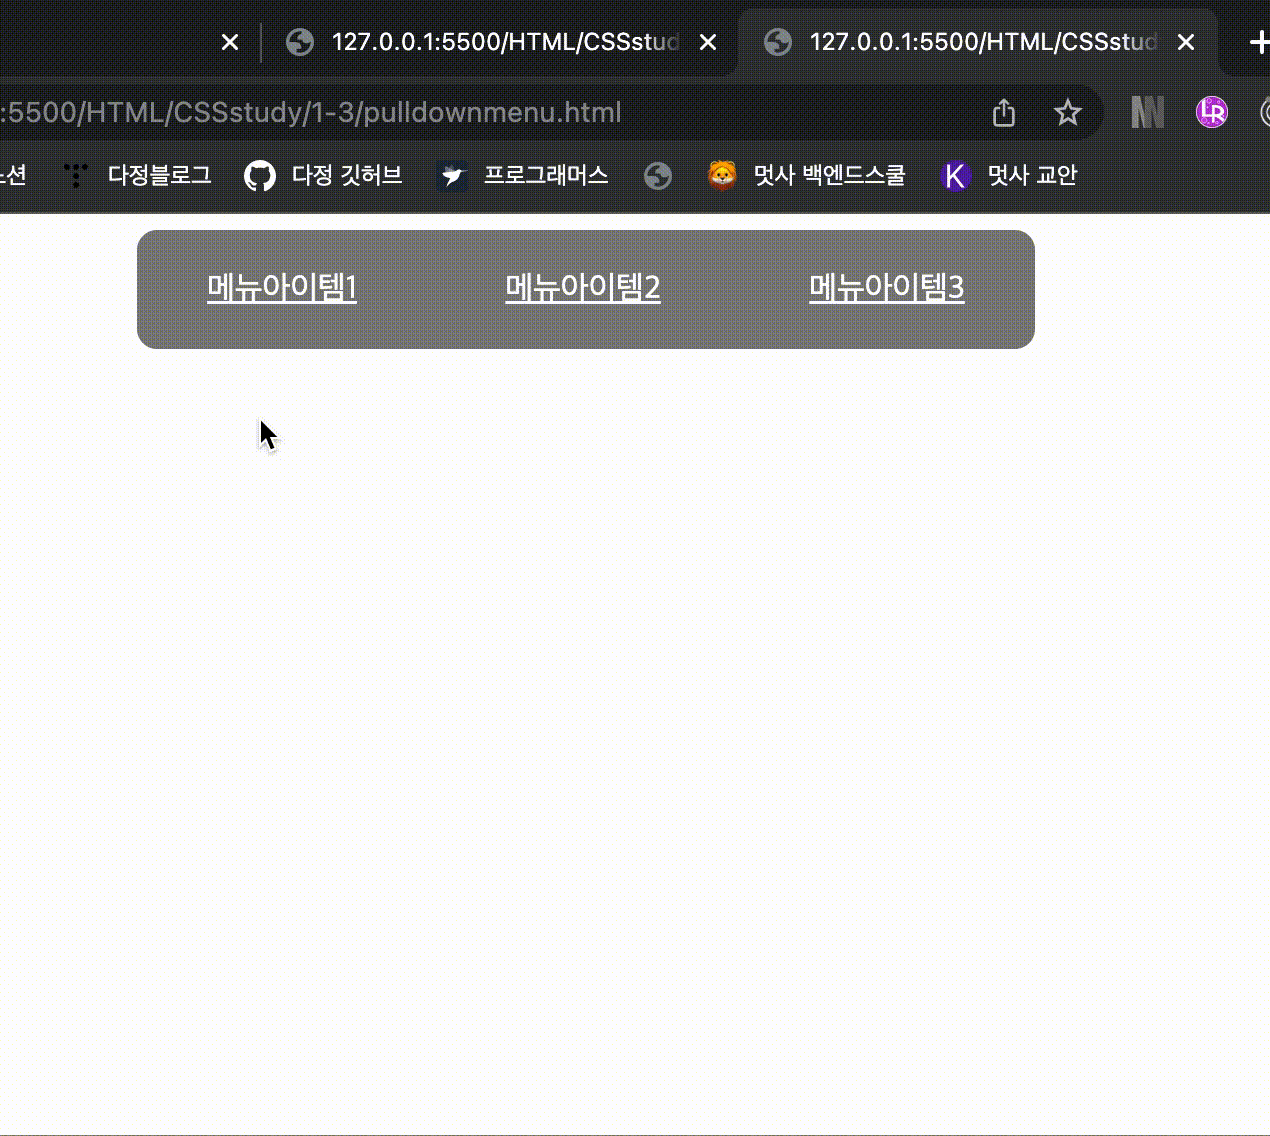 127.0.0.1:5500/HTML/CSSstud 127.0.0.1:5500/HTML/CSSstud
:5500/HTML/CSSstudy/1-3/pulldownmenu.html
노션 다정블로그 다정 깃허브 프로그래머스 멋사 백엔드스쿨 K 멋사 교안
메뉴아이템1 메뉴아이템2 메뉴아이템3